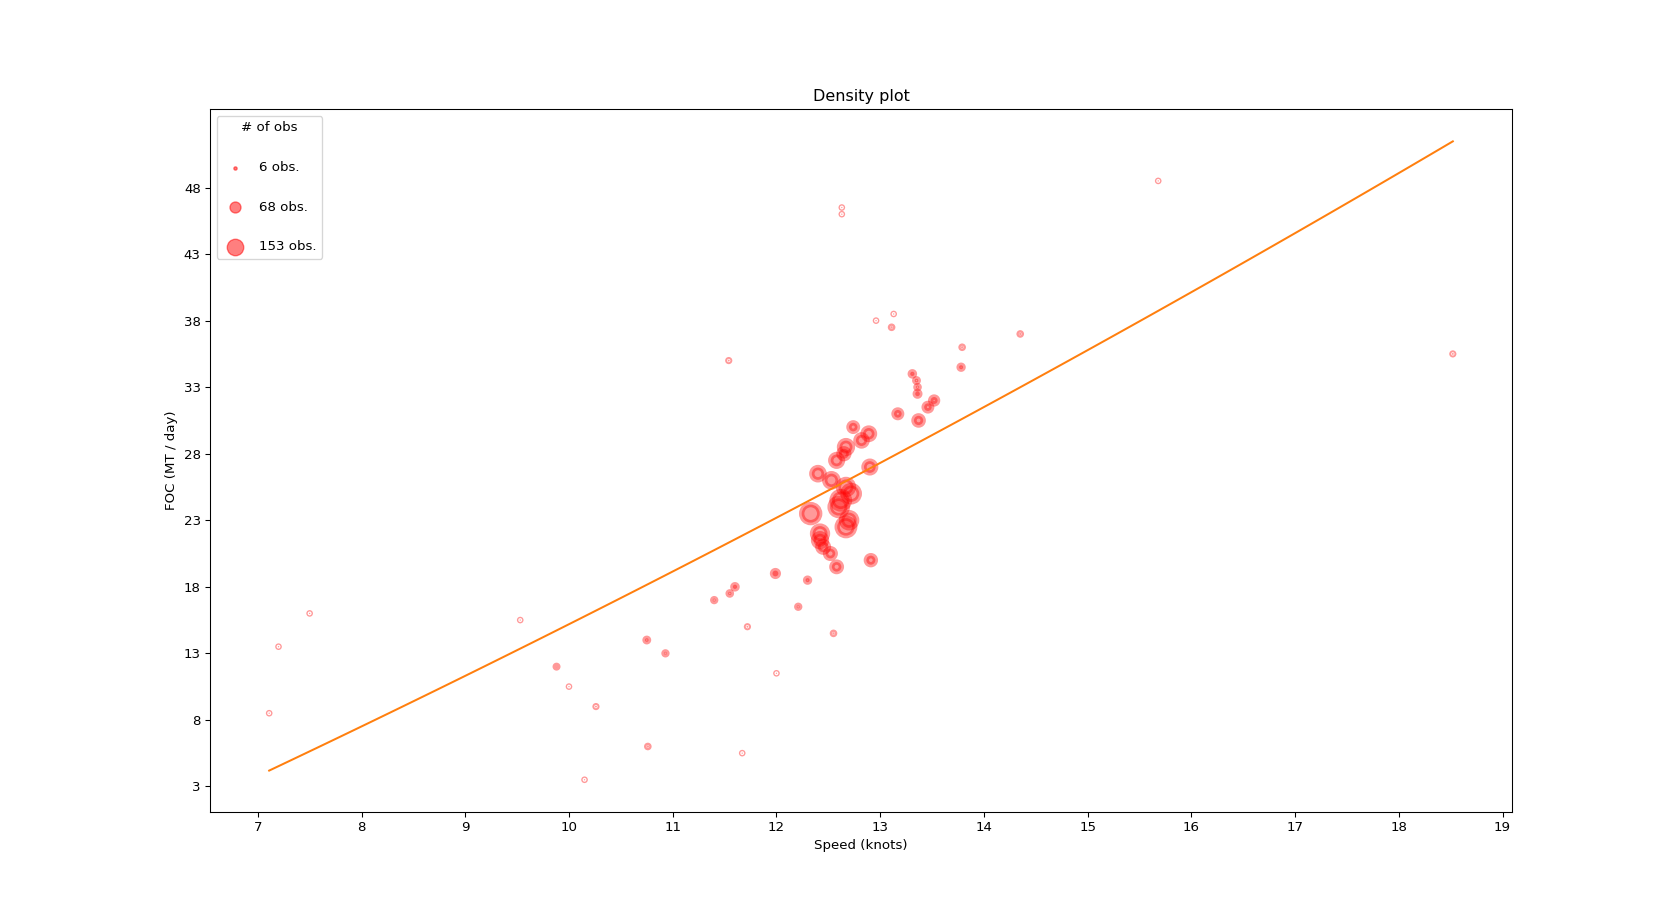 Density plot
# of obs
6 obs.
68 obs.
153 obs.
48
43
38
33
28
23
18
13
8
3
FOC (MT / day)
7 8 9 10 11 12 13 14 15 16 17 18 19
Speed (knots)